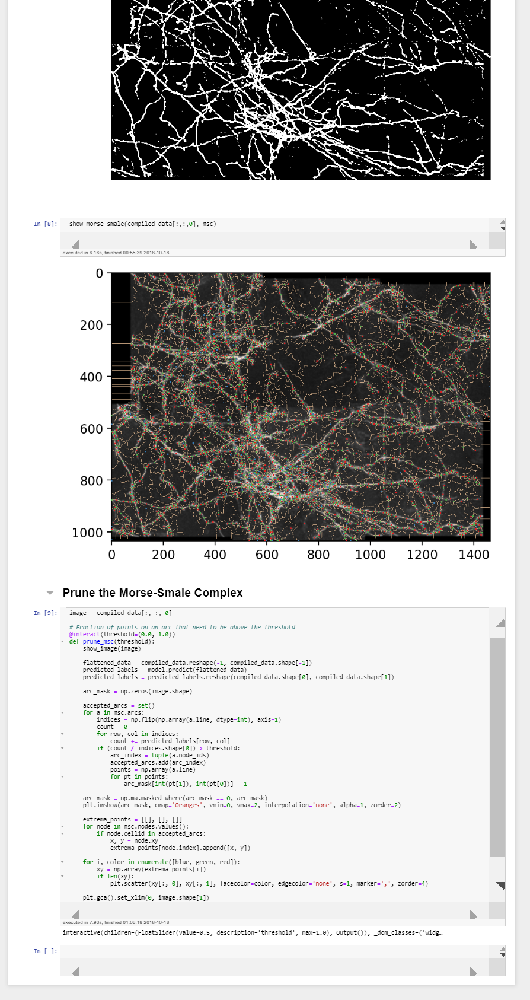 In [8]:
show_morse_smale(compiled_data[:,:,0], msc)
executed in 6.16s, finished 00:55:39 2018-10-18
0
200
400
600
800
1000
0 200 400 600 800 1000 1200 1400
Prune the Morse-Smale Complex
In [9]:
image = compiled_data[:, :, 0]
# Fraction of points on an arc that need to be above the threshold
@interact(threshold=(0.0, 1.0))
def prune_msc(threshold):
    show_image(image)
    flattened_data = compiled_data.reshape(-1, compiled_data.shape[-1])
    predicted_labels = model.predict(flattened_data)
    predicted_labels = predicted_labels.reshape(compiled_data.shape[0], compiled_data.shape[1])
    arc_mask = np.zeros(image.shape)
    accepted_arcs = set()
    for a in msc.arcs:
        indices = np.flip(np.array(a.line, dtype=int), axis=1)
        count = 0
        for row, col in indices:
            count += predicted_labels[row, col]
        if (count / indices.shape[0]) > threshold:
            arc_index = tuple(a.node_ids)
            accepted_arcs.add(arc_index)
            points = np.array(a.line)
            for pt in points:
                arc_mask[int(pt[1]), int(pt[0])] = 1
    arc_mask = np.ma.masked_where(arc_mask == 0, arc_mask)
    plt.imshow(arc_mask, cmap='Oranges', vmin=0, vmax=2, interpolation='none', alpha=1, zorder=2)
    extrema_points = [[], [], []]
    for node in msc.nodes.values():
        if node.cellid in accepted_arcs:
            x, y = node.xy
            extrema_points[node.index].append([x, y])
    for i, color in enumerate([blue, green, red]):
        xy = np.array(extrema_points[i])
        if len(xy):
            plt.scatter(xy[:, 0], xy[:, 1], facecolor=color, edgecolor='none', s=1, marker=',', zorder=4)
    plt.gca().set_xlim(0, image.shape[1])
executed in 7.93s, finished 01:06:18 2018-10-18
interactive(children=(FloatSlider(value=0.5, description='threshold', max=1.0), Output()), _dom_classes=('widg…
In [ ]: